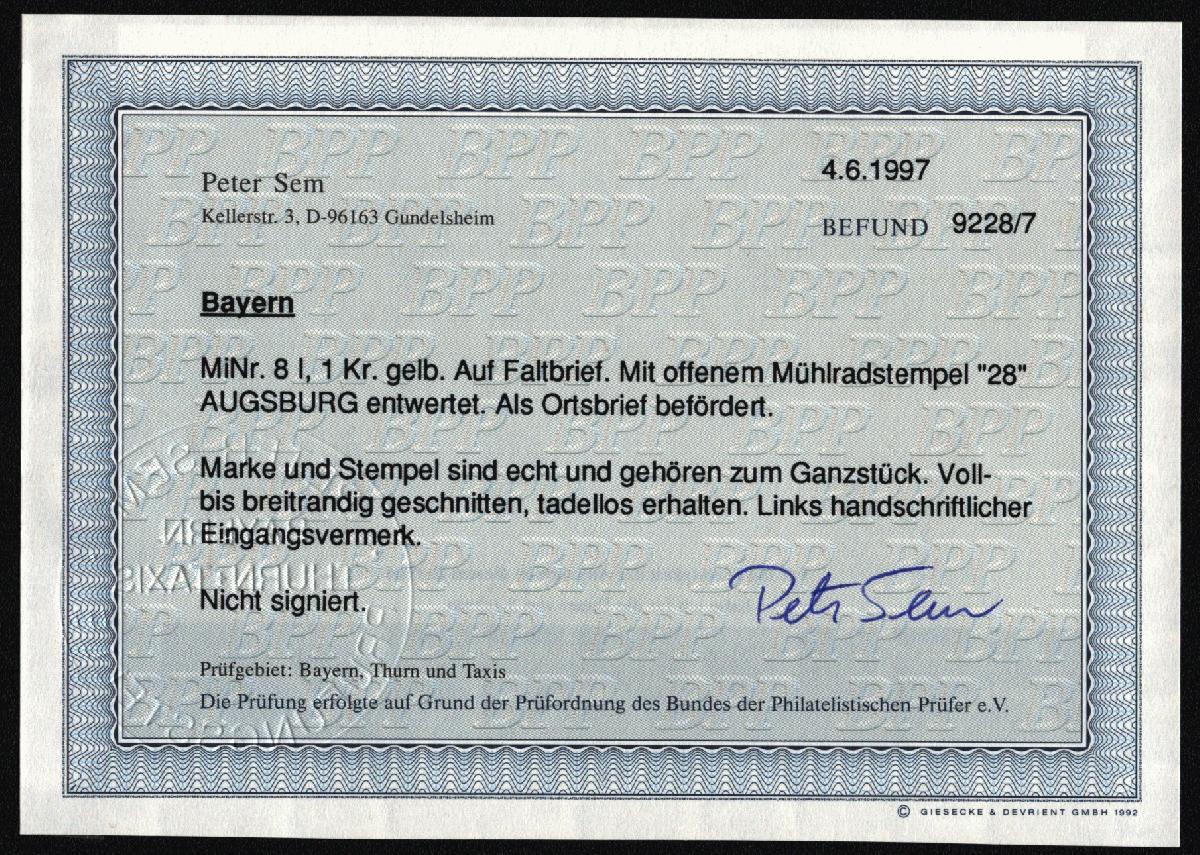 Peter Sem
Kellerstr. 3, D-96163 Gundelsheim
4.6.1997
BEFUND 9228/7
Bayern
MiNr. 8 I, 1 Kr. gelb. Auf Faltbrief. Mit offenem Mühlradstempel "28"
AUGSBURG entwertet. Als Ortsbrief befördert.
Marke und Stempel sind echt und gehören zum Ganzstück. Voll-
bis breitrandig geschnitten, tadellos erhalten. Links handschriftlicher
Eingangsvermerk.
Nicht signiert.
Peter Sem
Prüfgebiet: Bayern, Thurn und Taxis
Die Prüfung erfolgte auf Grund der Prüfordnung des Bundes der Philatelistischen Prüfer e.V.
© GIESECKE & DEVRIENT GMBH 1992